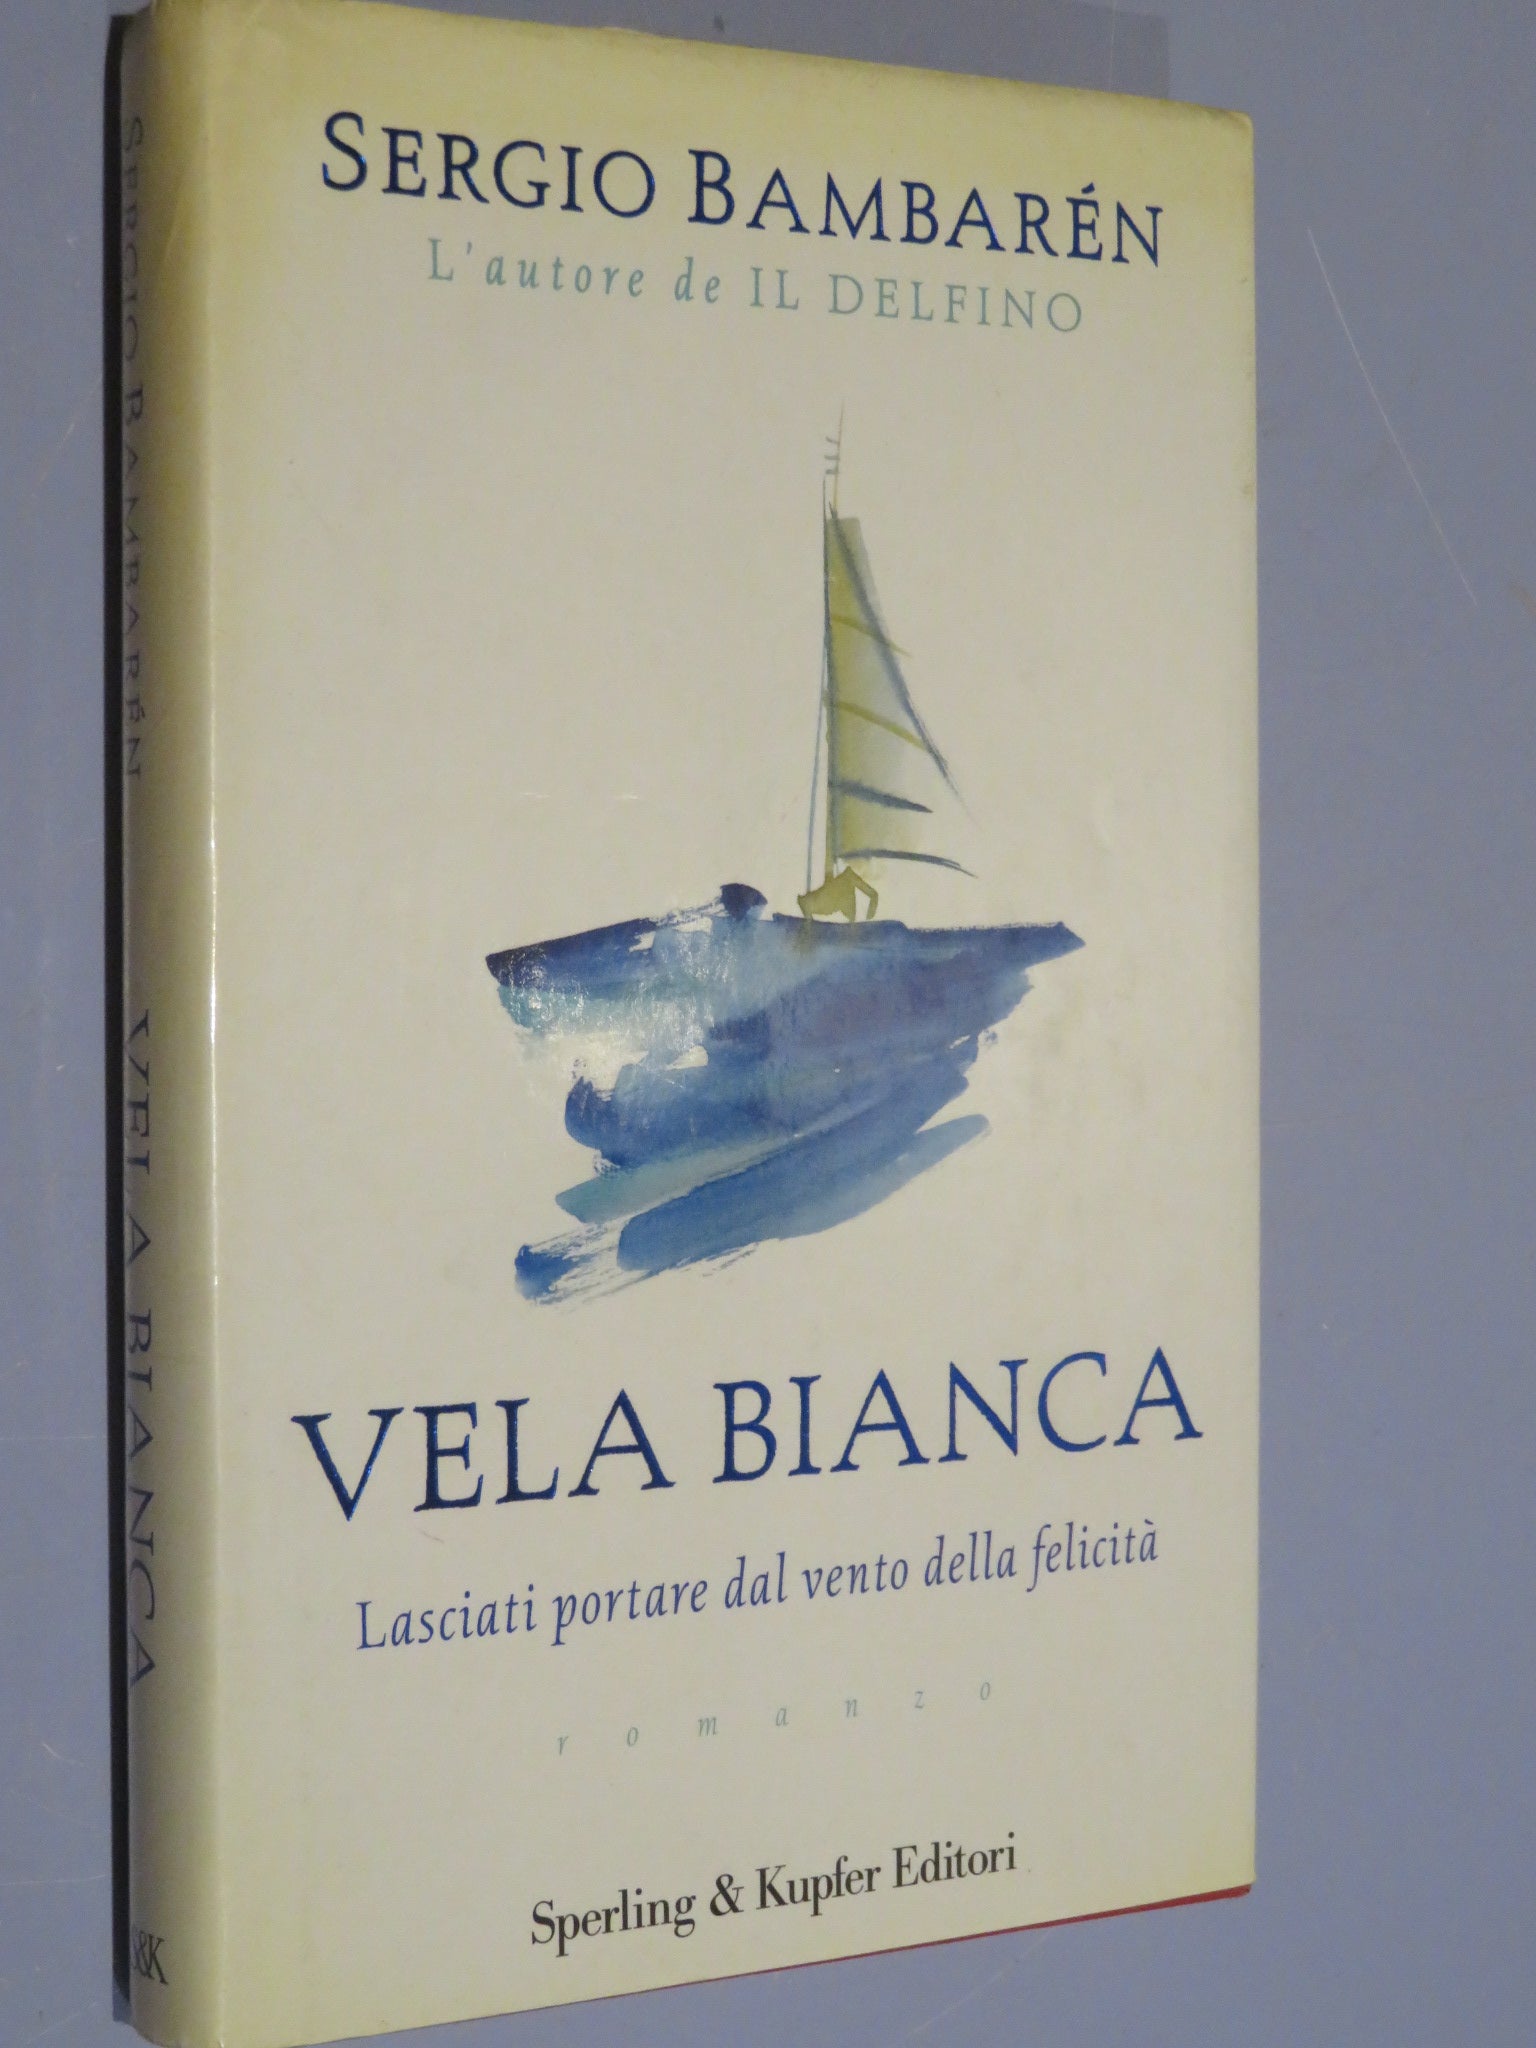 SERGIO BAMBARÉN
L'autore de IL DELFINO
VELA BIANCA
Lasciati portare dal vento della felicità
romanzo
Sperling & Kupfer Editori
SERGIO BAMBARÉN
VELA BIANCA
S&K